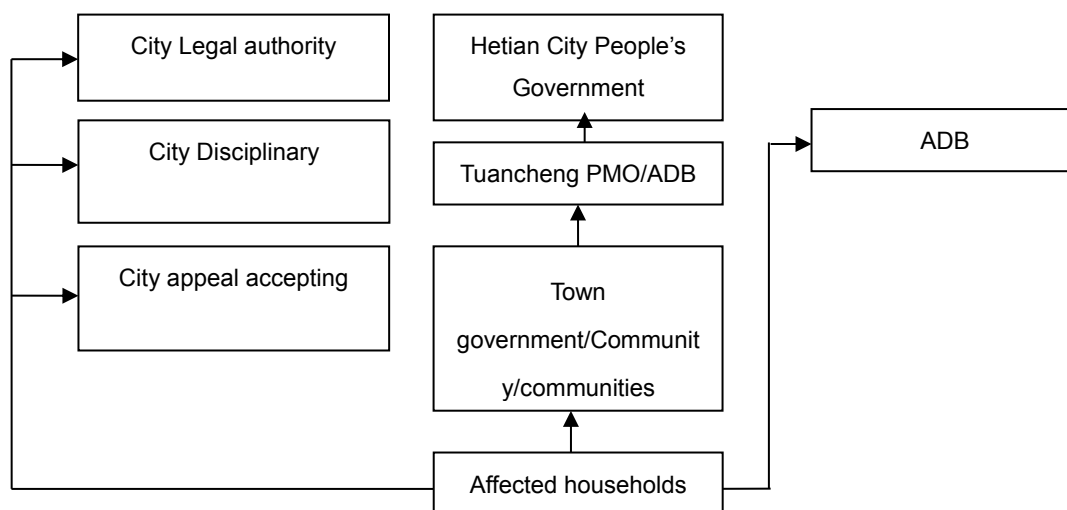 City Legal authority
Hetian City People’s
Government
City Disciplinary
ADB
Tuancheng PMO/ADB
City appeal accepting
Town
government/Communit
y/communities
Affected households